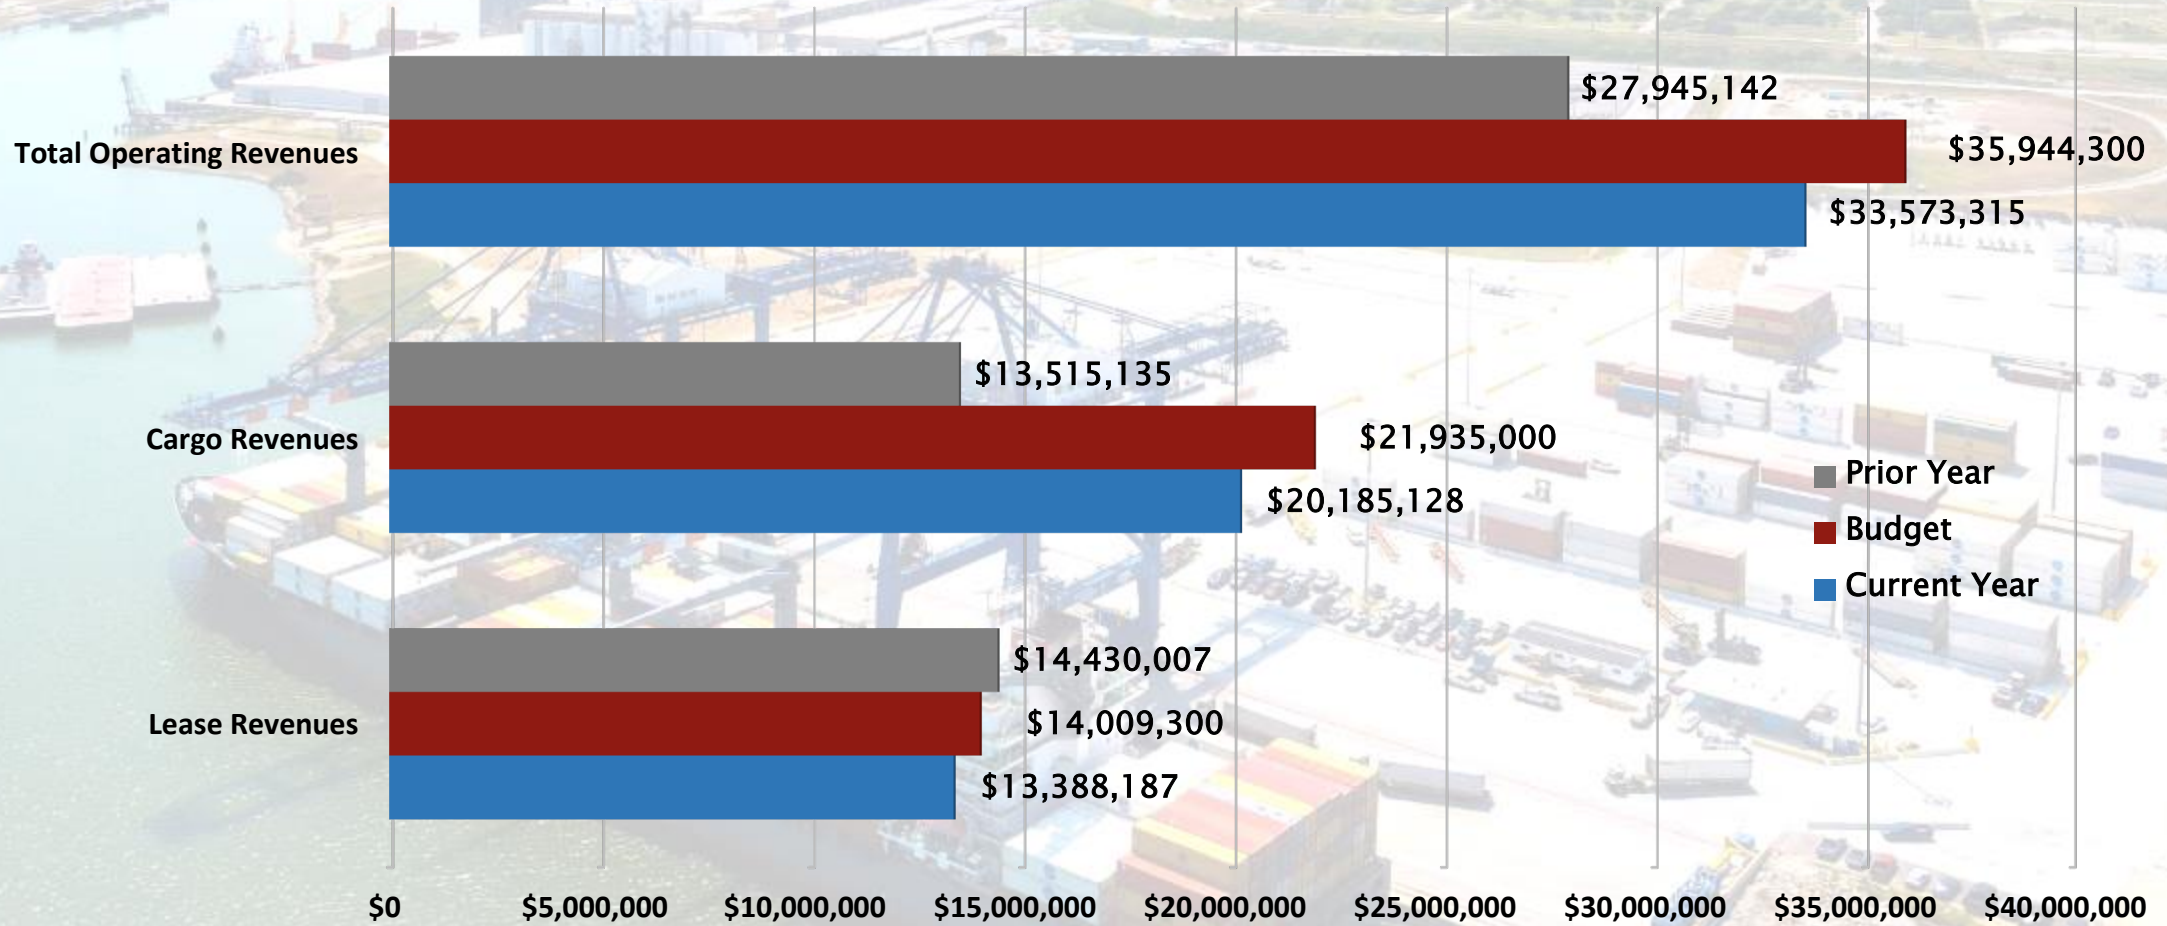 $27,945,142
Total Operating Revenues
$35,944,300
$33,573,315
$13,515,135
Cargo Revenues
$21,935,000
$20,185,128
Prior Year
Budget
Current Year
$14,430,007
Lease Revenues
$14,009,300
$13,388,187
$0 $5,000,000 $10,000,000 $15,000,000 $20,000,000 $25,000,000 $30,000,000 $35,000,000 $40,000,000